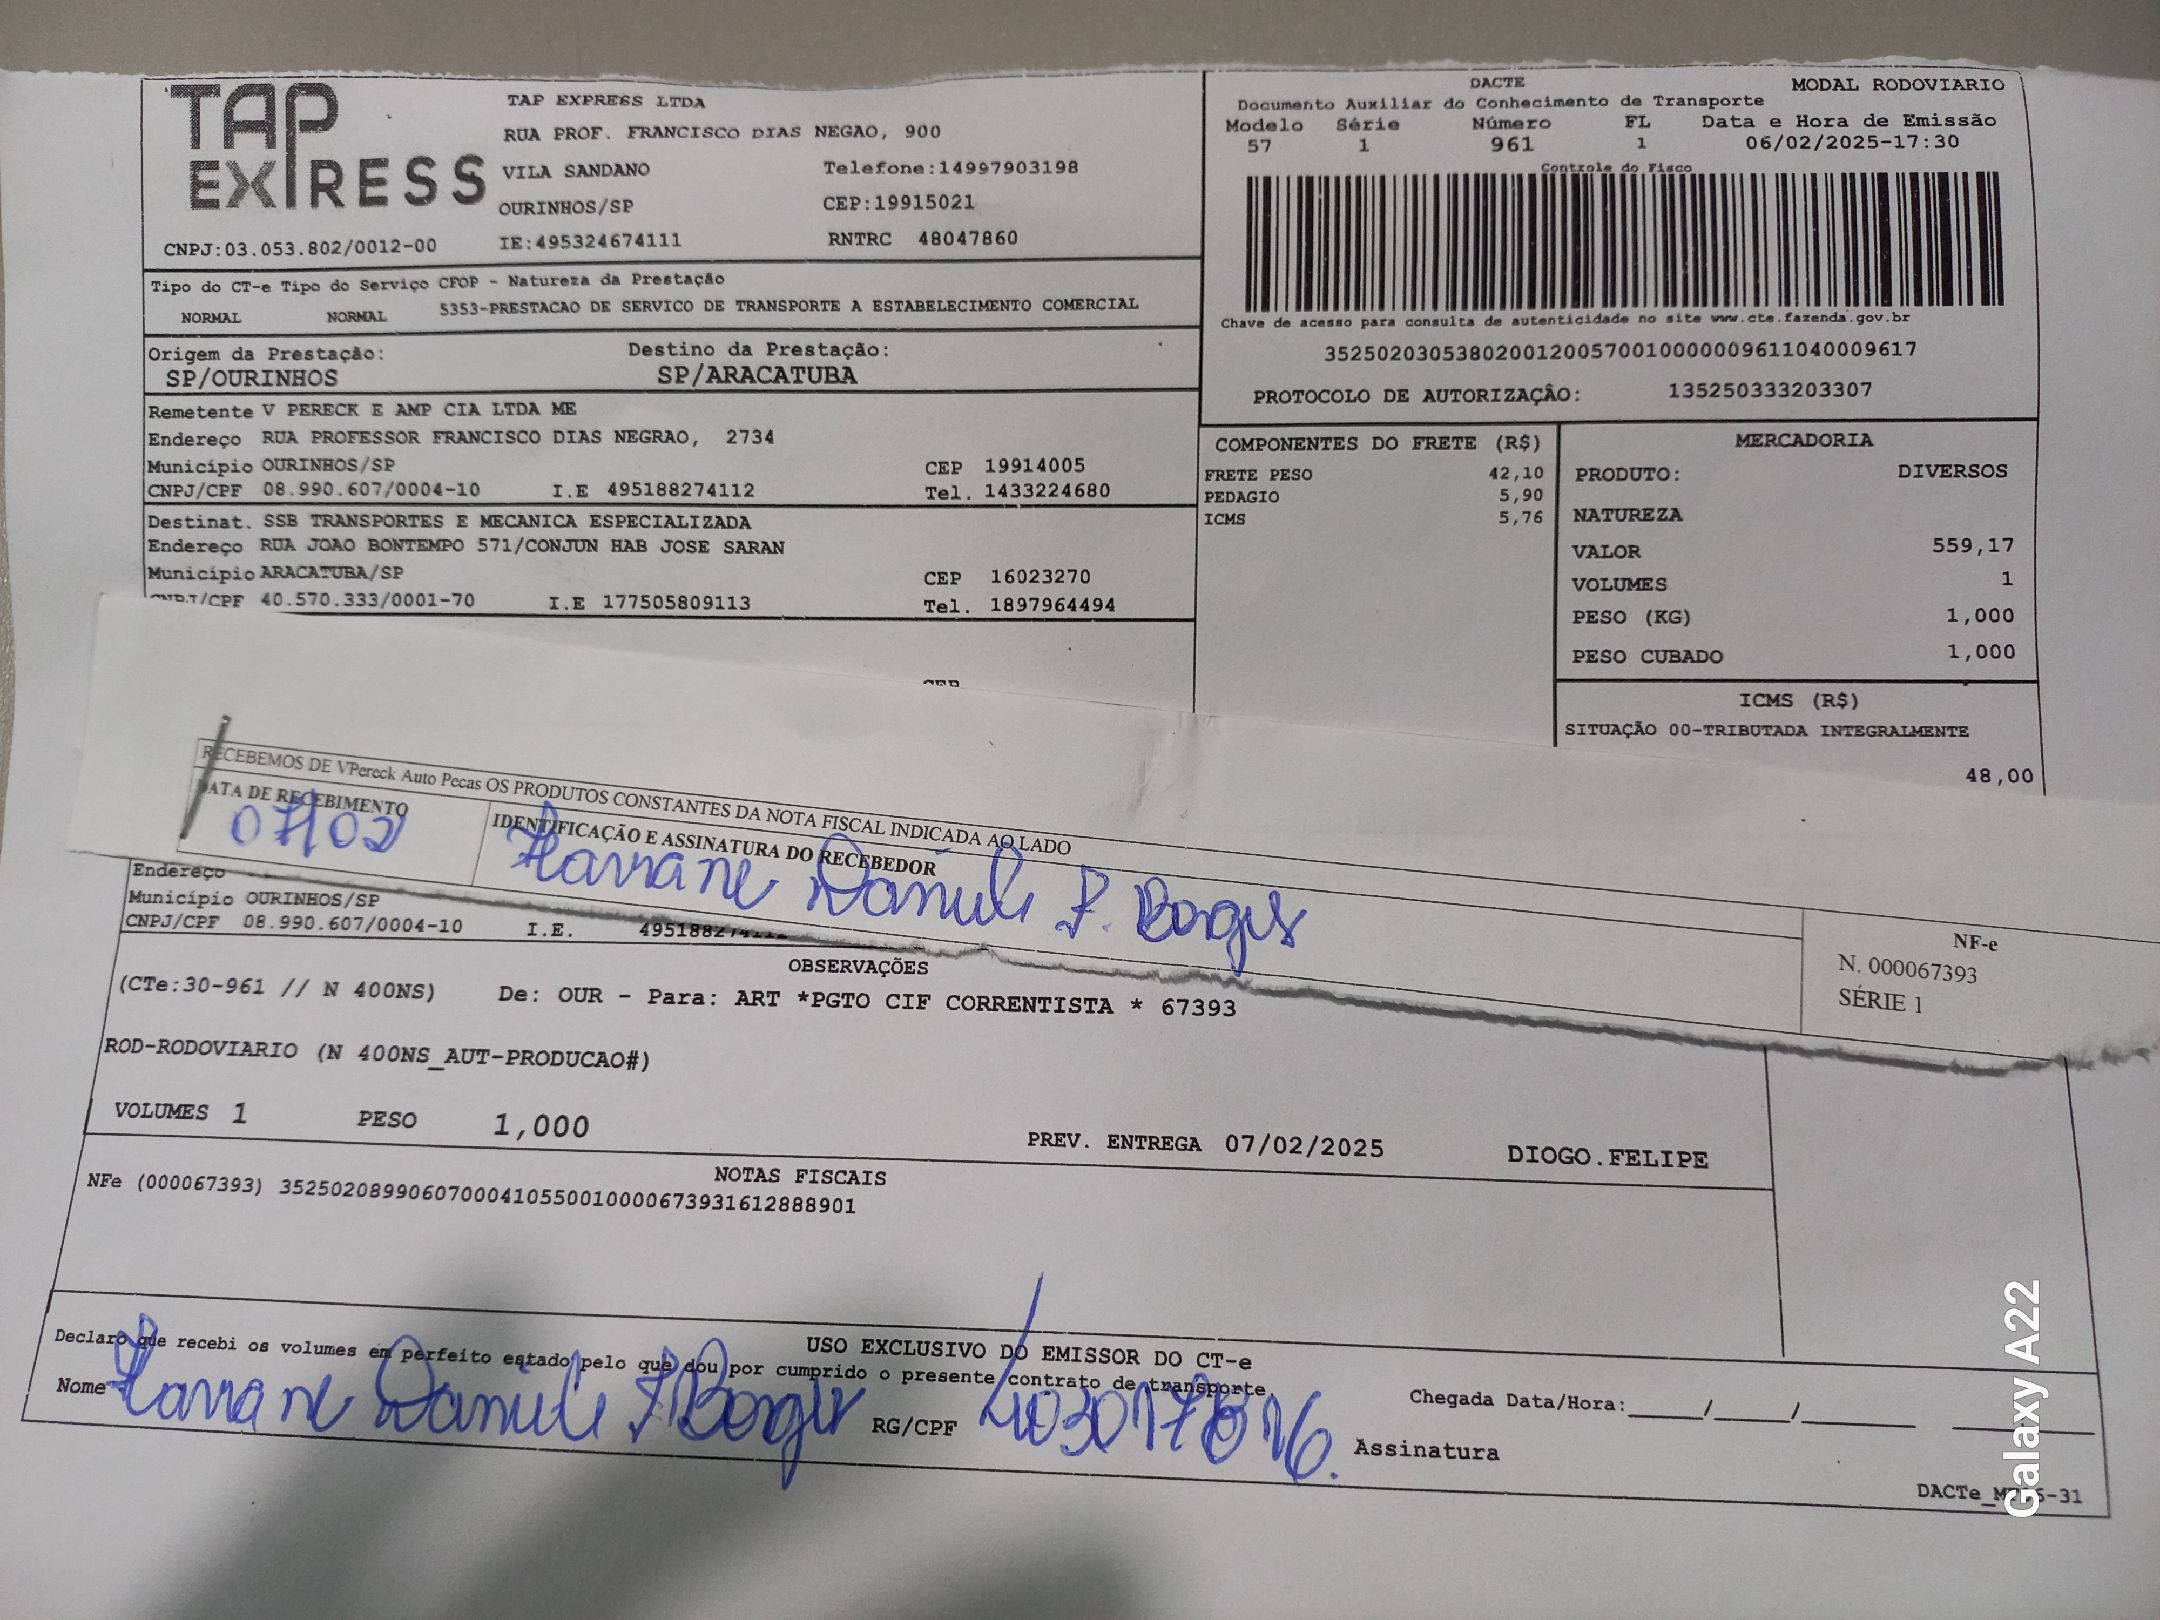 TAP EXPRESS
TAP EXPRESS LTDA
RUA PROF. FRANCISCO DIAS NEGAO, 900
VILA SANDANO Telefone:14997903198
OURINHOS/SP CEP:19915021
CNPJ:03.053.802/0012-00 IE:495324674111 RNTRC 48047860
DACTE MODAL RODOVIARIO
Documento Auxiliar do Conhecimento de Transporte
Modelo Série Número FL Data e Hora de Emissão
57 1 961 1 06/02/2025-17:30
Controle do Fisco
Chave de acesso para consulta de autenticidade no site www.cte.fazenda.gov.br
35250203053802001200570010000009611040009617
PROTOCOLO DE AUTORIZAÇÂO: 135250333203307
Tipo do CT-e Tipo do Serviço CFOP - Natureza da Prestação
NORMAL NORMAL 5353-PRESTACAO DE SERVICO DE TRANSPORTE A ESTABELECIMENTO COMERCIAL
Origem da Prestação: Destino da Prestação:
SP/OURINHOS SP/ARACATUBA
Remetente V PERECK E AMP CIA LTDA ME
Endereço RUA PROFESSOR FRANCISCO DIAS NEGRAO, 2734
Município OURINHOS/SP CEP 19914005
CNPJ/CPF 08.990.607/0004-10 I.E 495188274112 Tel. 1433224680
Destinat. SSB TRANSPORTES E MECANICA ESPECIALIZADA
Endereço RUA JOAO BONTEMPO 571/CONJUN HAB JOSE SARAN
Município ARACATUBA/SP CEP 16023270
CNPJ/CPF 40.570.333/0001-70 I.E 177505809113 Tel. 1897964494
CEP
COMPONENTES DO FRETE (R$)
FRETE PESO 42,10
PEDAGIO 5,90
ICMS 5,76
MERCADORIA
PRODUTO: DIVERSOS
NATUREZA
VALOR 559,17
VOLUMES 1
PESO (KG) 1,000
PESO CUBADO 1,000
ICMS (R$)
SITUAÇÃO 00-TRIBUTADA INTEGRALMENTE
48,00
RECEBEMOS DE VPereck Auto Pecas OS PRODUTOS CONSTANTES DA NOTA FISCAL INDICADA AO LADO
DATA DE RECEBIMENTO IDENTIFICAÇÃO E ASSINATURA DO RECEBEDOR
07/02 Daniele F. Borges
NF-e
N. 000067393
SÉRIE 1
Endereço
Município OURINHOS/SP
CNPJ/CPF 08.990.607/0004-10 I.E. 495188274112
OBSERVAÇÕES
(CTe:30-961 // N 400NS) De: OUR - Para: ART *PGTO CIF CORRENTISTA * 67393
ROD-RODOVIARIO (N 400NS_AUT-PRODUCAO#)
VOLUMES 1 PESO 1,000
PREV. ENTREGA 07/02/2025 DIOGO.FELIPE
NOTAS FISCAIS
NFe (000067393) 35250208990607000410550010000673931612888901
USO EXCLUSIVO DO EMISSOR DO CT-e
Declaro que recebi os volumes em perfeito estado pelo que dou por cumprido o presente contrato de transporte.
Nome Daniele F Borges RG/CPF Chegada Data/Hora:____/____/______
Assinatura
Galaxy A22